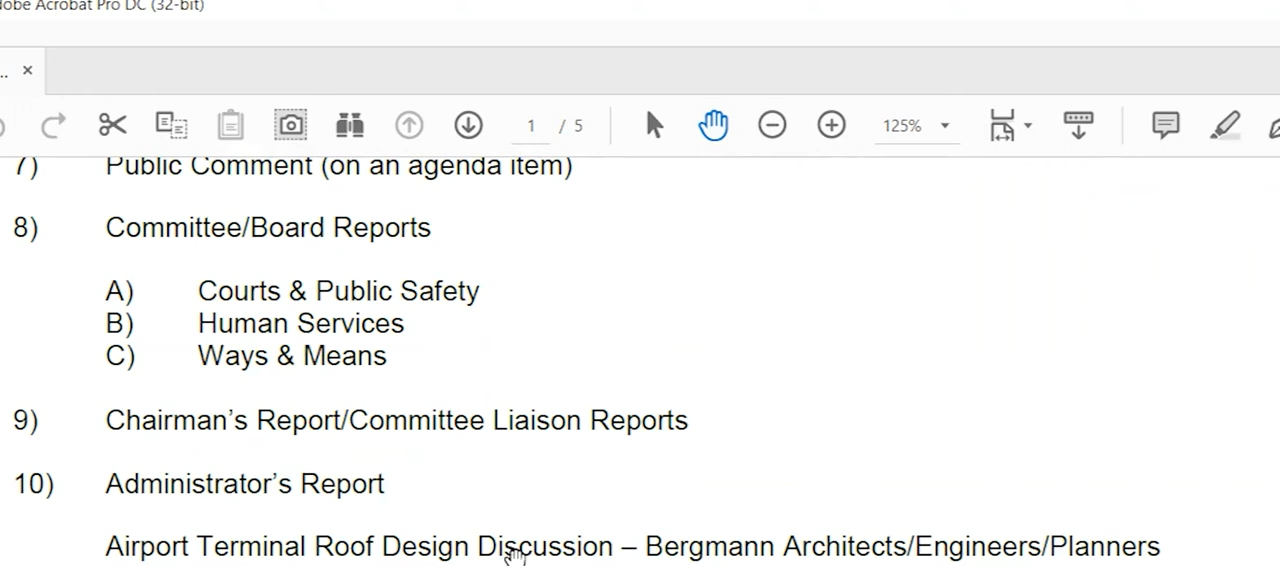 dobe Acrobat Pro DC (32-bit)
.. ×
1 / 5 125%
7) Public Comment (on an agenda item)
8) Committee/Board Reports
A) Courts & Public Safety
B) Human Services
C) Ways & Means
9) Chairman's Report/Committee Liaison Reports
10) Administrator's Report
Airport Terminal Roof Design Discussion – Bergmann Architects/Engineers/Planners